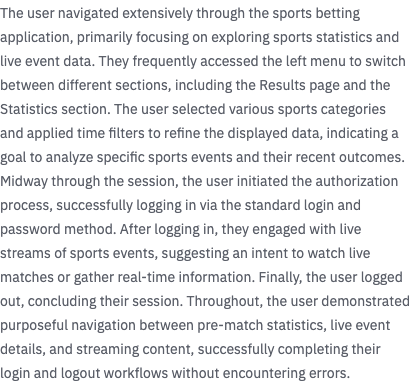 The user navigated extensively through the sports betting
application, primarily focusing on exploring sports statistics and
live event data. They frequently accessed the left menu to switch
between different sections, including the Results page and the
Statistics section. The user selected various sports categories
and applied time filters to refine the displayed data, indicating a
goal to analyze specific sports events and their recent outcomes.
Midway through the session, the user initiated the authorization
process, successfully logging in via the standard login and
password method. After logging in, they engaged with live
streams of sports events, suggesting an intent to watch live
matches or gather real-time information. Finally, the user logged
out, concluding their session. Throughout, the user demonstrated
purposeful navigation between pre-match statistics, live event
details, and streaming content, successfully completing their
login and logout workflows without encountering errors.